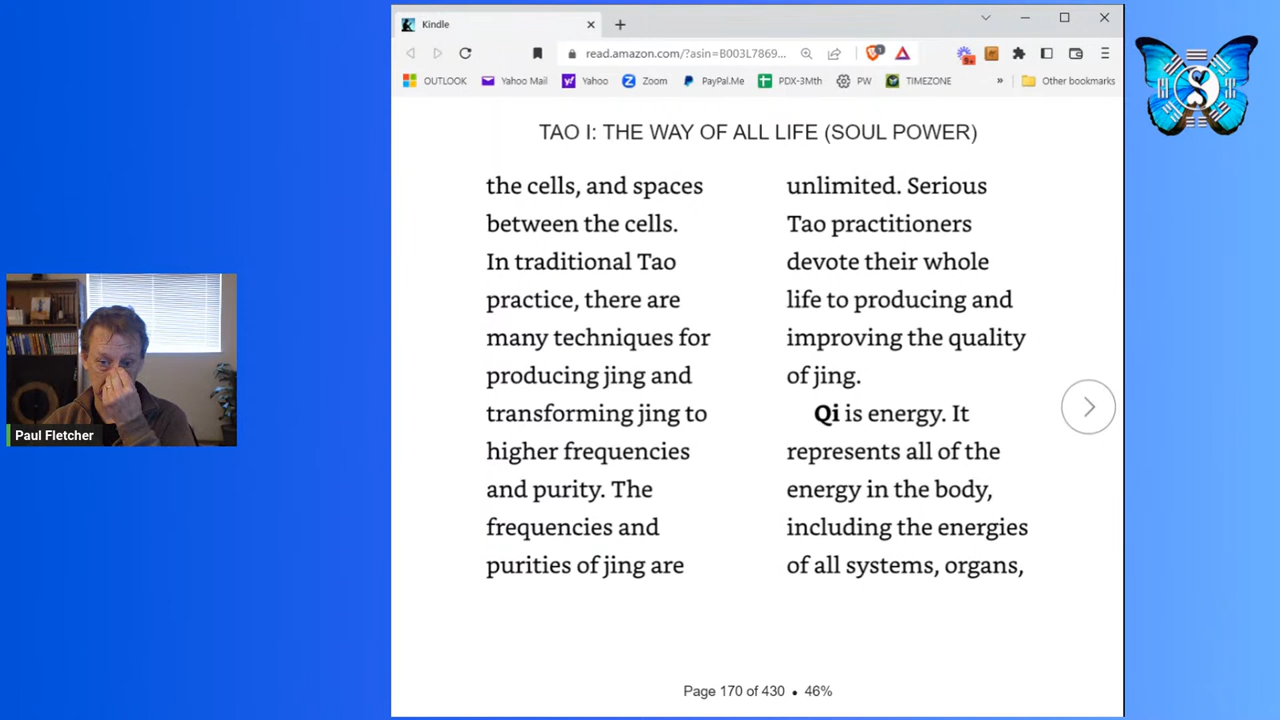 Kindle
read.amazon.com/?asin=B003L7869...
9+
1
OUTLOOK
Yahoo Mail
Yahoo
Zoom
PayPal.Me
PDX-3Mth
PW
TIMEZONE
»
Other bookmarks
TAO I: THE WAY OF ALL LIFE (SOUL POWER)
the cells, and spaces
between the cells.
In traditional Tao
practice, there are
many techniques for
producing jing and
transforming jing to
higher frequencies
and purity. The
frequencies and
purities of jing are
unlimited. Serious
Tao practitioners
devote their whole
life to producing and
improving the quality
of jing.
Qi is energy. It
represents all of the
energy in the body,
including the energies
of all systems, organs,
Page 170 of 430 • 46%
Paul Fletcher